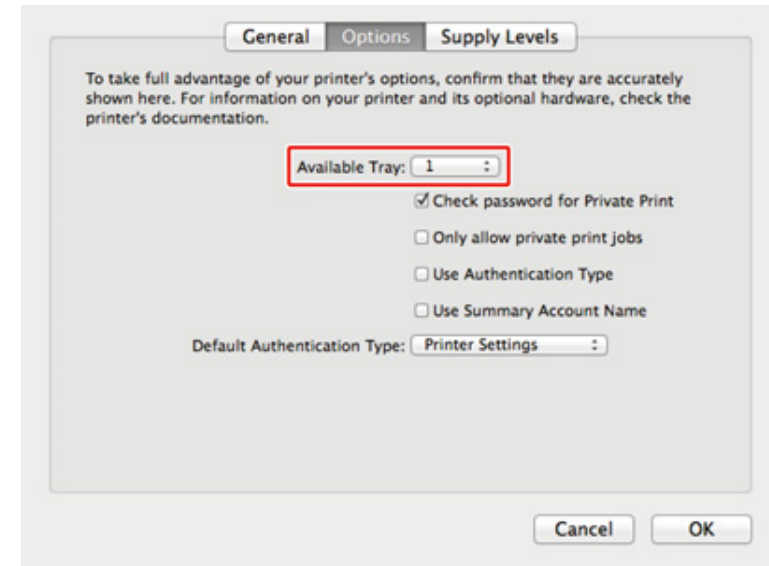 General Options Supply Levels
To take full advantage of your printer's options, confirm that they are accurately
shown here. For information on your printer and its optional hardware, check the
printer's documentation.
Available Tray: 1
Check password for Private Print
Only allow private print jobs
Use Authentication Type
Use Summary Account Name
Default Authentication Type: Printer Settings
Cancel OK